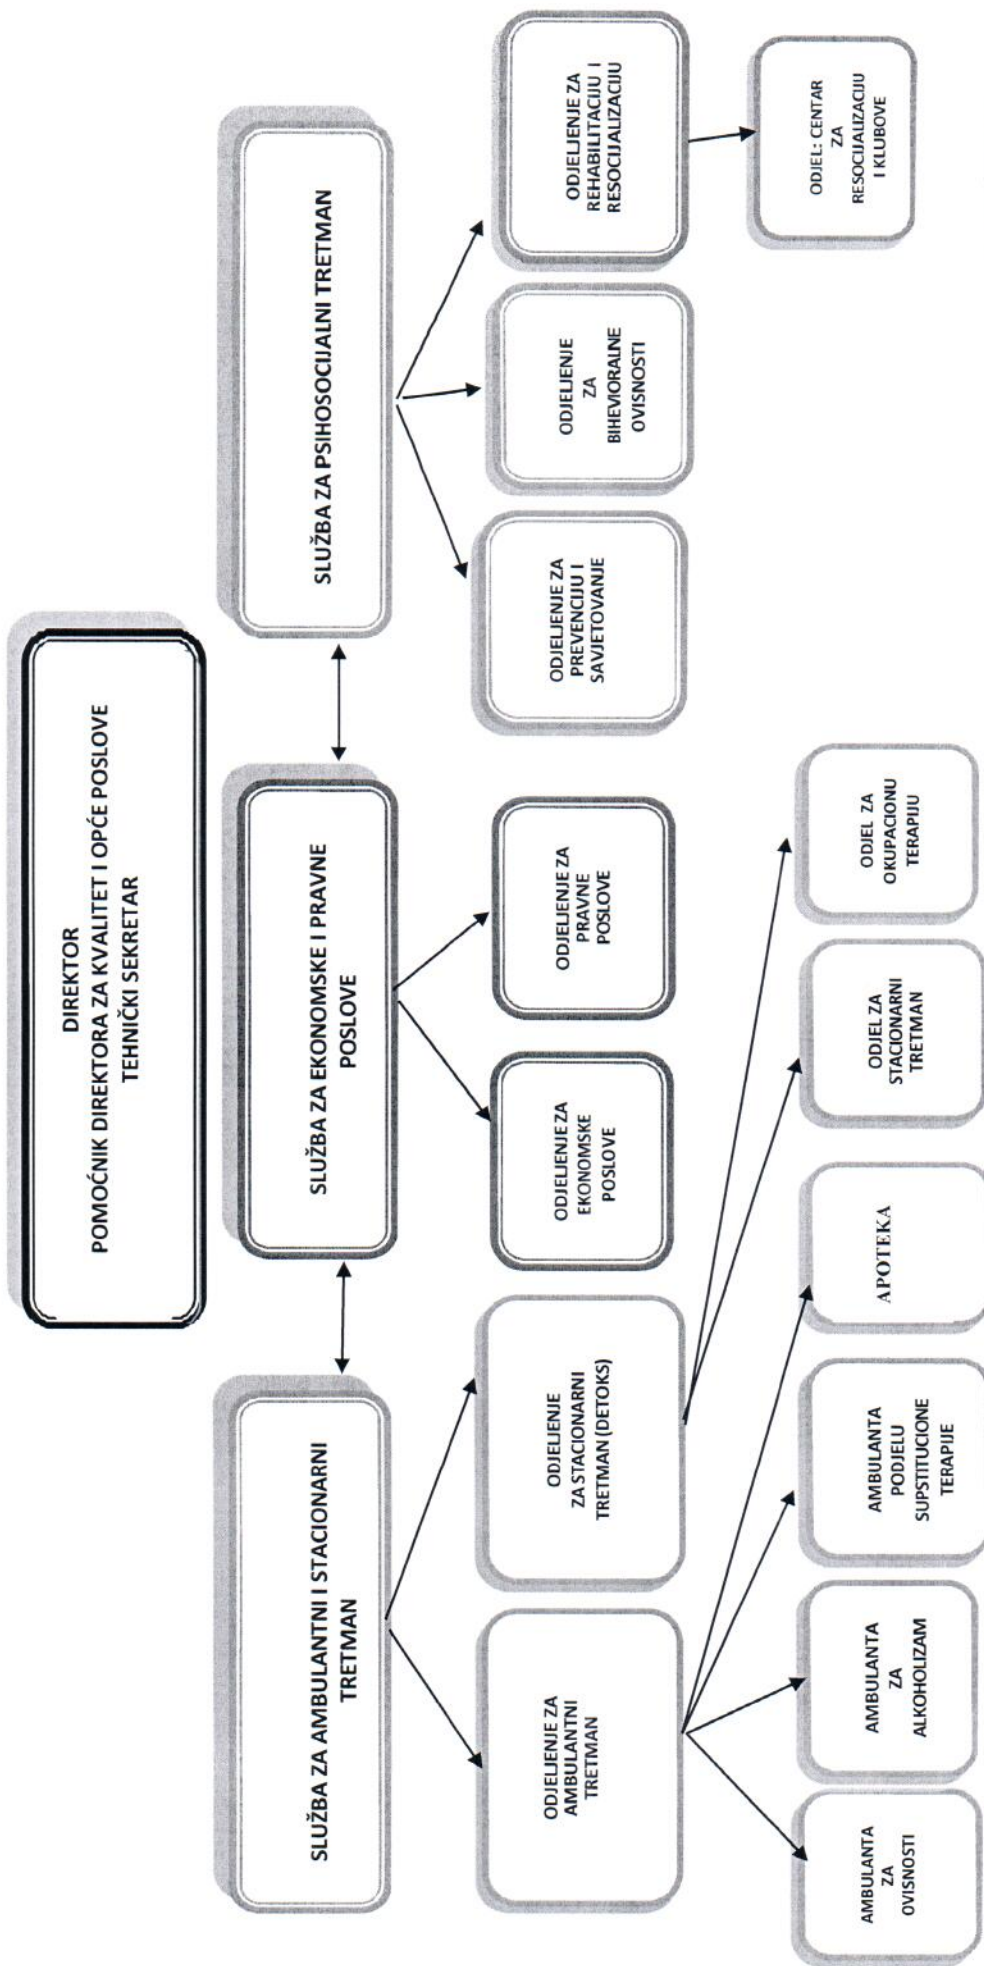 DIREKTOR
POMOĆNIK DIREKTORA ZA KVALITET I OPĆE POSLOVE
TEHNIČKI SEKRETAR
SLUŽBA ZA AMBULANTNI I STACIONARNI
TRETMAN
SLUŽBA ZA EKONOMSKE I PRAVNE
POSLOVE
SLUŽBA ZA PSIHOSOCIJALNI TRETMAN
ODJELJENJE ZA
AMBULANTNI
TRETMAN
ODJELJENJE
ZA STACIONARNI
TRETMAN (DETOKS)
ODJELJENJE ZA
EKONOMSKE
POSLOVE
ODJELJENJE ZA
PRAVNE
POSLOVE
ODJELJENJE ZA
PREVENCIJU I
SAVJETOVANJE
ODJELJENJE
ZA
BIHEVIORALNE
OVISNOSTI
ODJELJENJE ZA
REHABILITACIJU I
RESOCIJALIZACIJU
AMBULANTA
ZA
OVISNOSTI
AMBULANTA
ZA
ALKOHOLIZAM
AMBULANTA
PODJELU
SUPSTITUCIONE
TERAPIJE
APOTEKA
ODJEL ZA
STACIONARNI
TRETMAN
ODJEL ZA
OKUPACIONU
TERAPIJU
ODJEL: CENTAR
ZA
RESOCIJALIZACIJU
I KLUBOVE